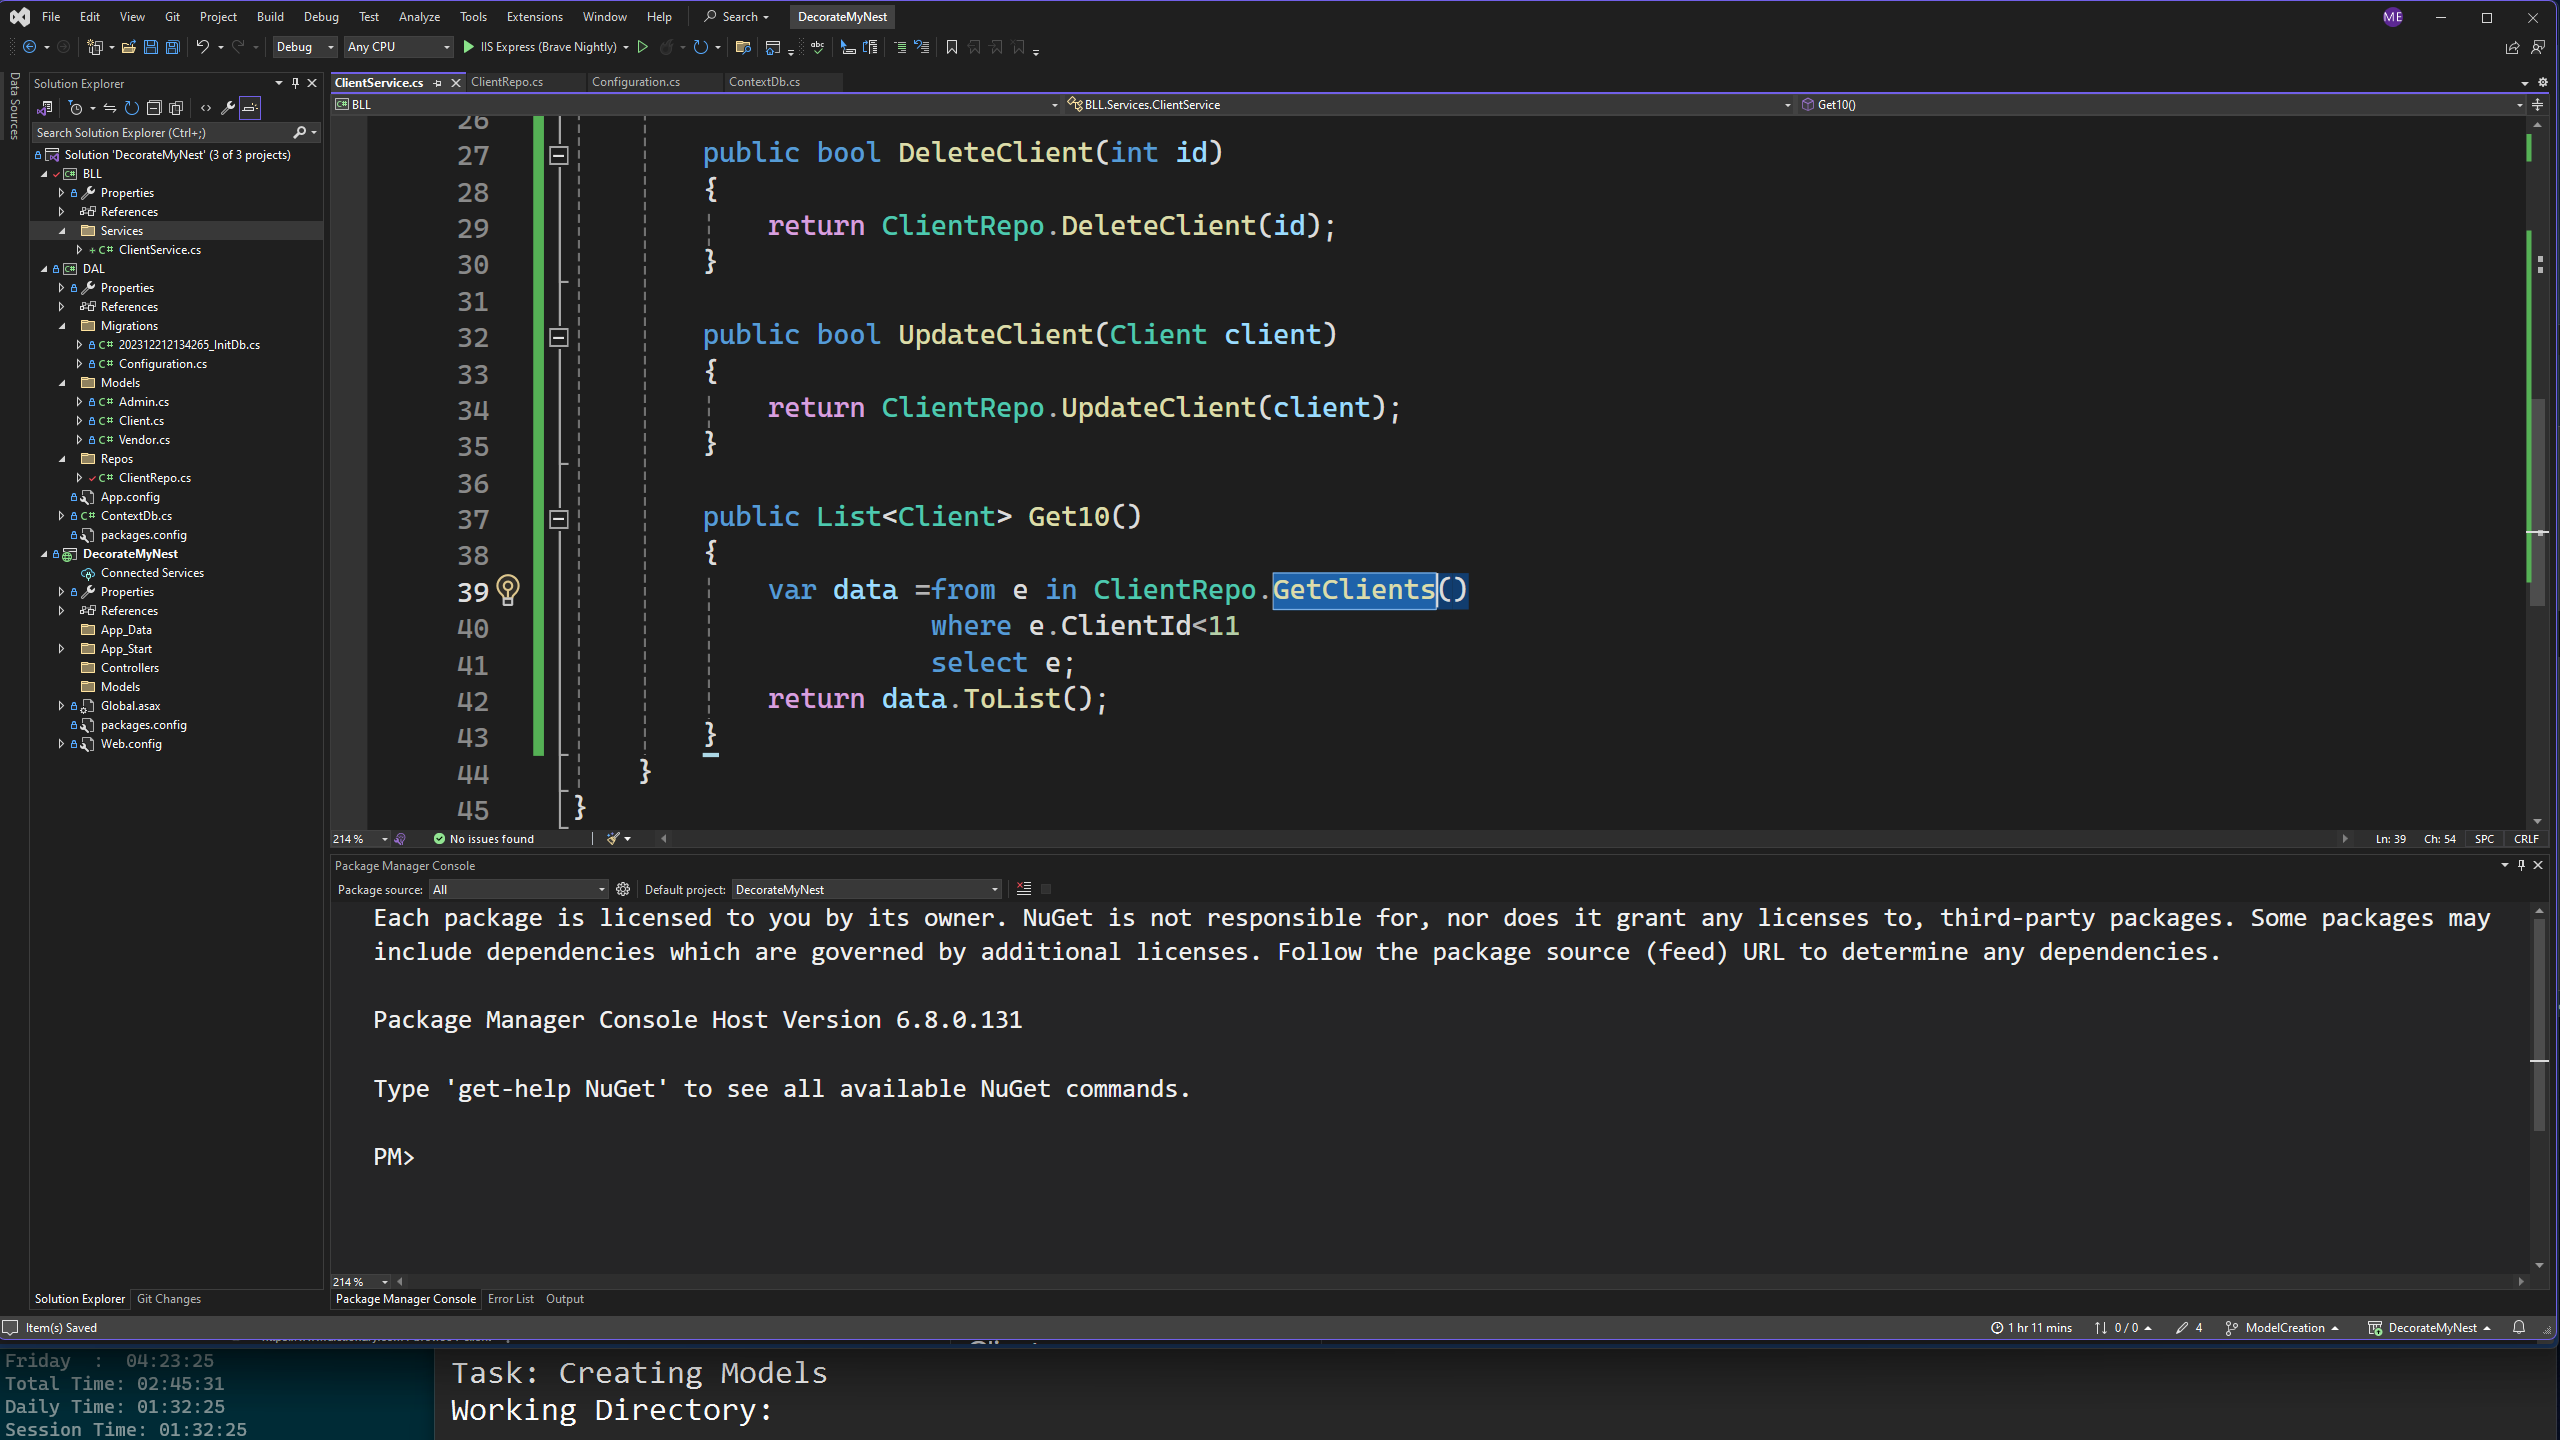 File Edit View Git Project Build Debug Test Analyze Tools Extensions Window Help Search DecorateMyNest ME
Debug Any CPU IIS Express (Brave Nightly)
Data Sources
Solution Explorer
Search Solution Explorer (Ctrl+;)
Solution 'DecorateMyNest' (3 of 3 projects)
BLL
Properties
References
Services
ClientService.cs
DAL
Properties
References
Migrations
202312212134265_InitDb.cs
Configuration.cs
Models
Admin.cs
Client.cs
Vendor.cs
Repos
ClientRepo.cs
App.config
ContextDb.cs
packages.config
DecorateMyNest
Connected Services
Properties
References
App_Data
App_Start
Controllers
Models
Global.asax
packages.config
Web.config
Solution Explorer Git Changes
ClientService.cs ClientRepo.cs Configuration.cs ContextDb.cs
BLL BLL.Services.ClientService Get10()
26
27 public bool DeleteClient(int id)
28 {
29 return ClientRepo.DeleteClient(id);
30 }
31
32 public bool UpdateClient(Client client)
33 {
34 return ClientRepo.UpdateClient(client);
35 }
36
37 public List<Client> Get10()
38 {
39 var data =from e in ClientRepo.GetClients()
40 where e.ClientId<11
41 select e;
42 return data.ToList();
43 }
44 }
45 }
214 % No issues found Ln: 39 Ch: 54 SPC CRLF
Package Manager Console
Package source: All Default project: DecorateMyNest
Each package is licensed to you by its owner. NuGet is not responsible for, nor does it grant any licenses to, third-party packages. Some packages may
include dependencies which are governed by additional licenses. Follow the package source (feed) URL to determine any dependencies.
Package Manager Console Host Version 6.8.0.131
Type 'get-help NuGet' to see all available NuGet commands.
PM>
214 %
Package Manager Console Error List Output
Item(s) Saved 1 hr 11 mins 0 / 0 4 ModelCreation DecorateMyNest
Friday : 04:23:25
Total Time: 02:45:31
Daily Time: 01:32:25
Session Time: 01:32:25
Task: Creating Models
Working Directory: